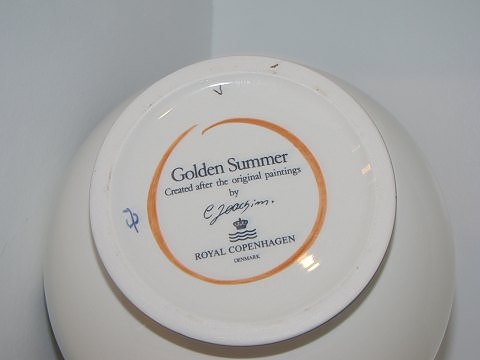 Golden Summer
Created after the original paintings
by
C Joachim.
ROYAL COPENHAGEN
DENMARK